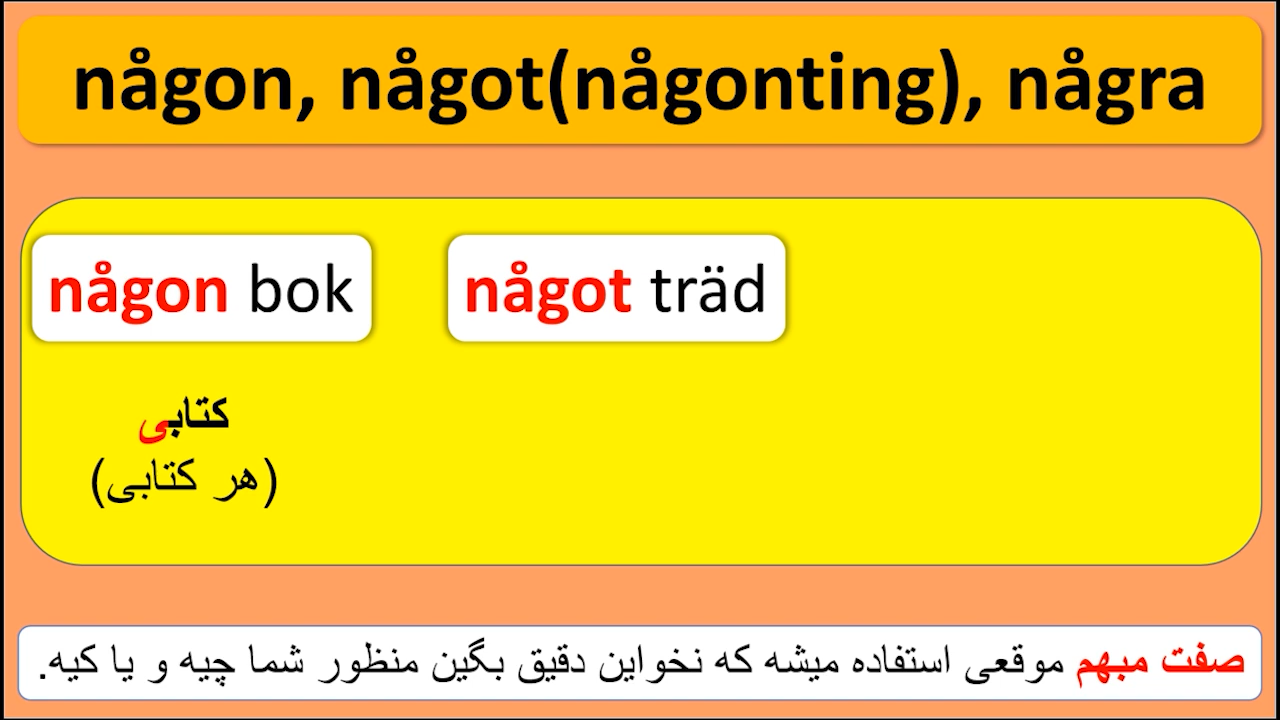 någon, något(någonting), några
någon bok
något träd
کتابی
(هر کتابی)
صفت مبهم موقعی استفاده میشه که نخواین دقیق بگین منظور شما چیه و یا کیه.